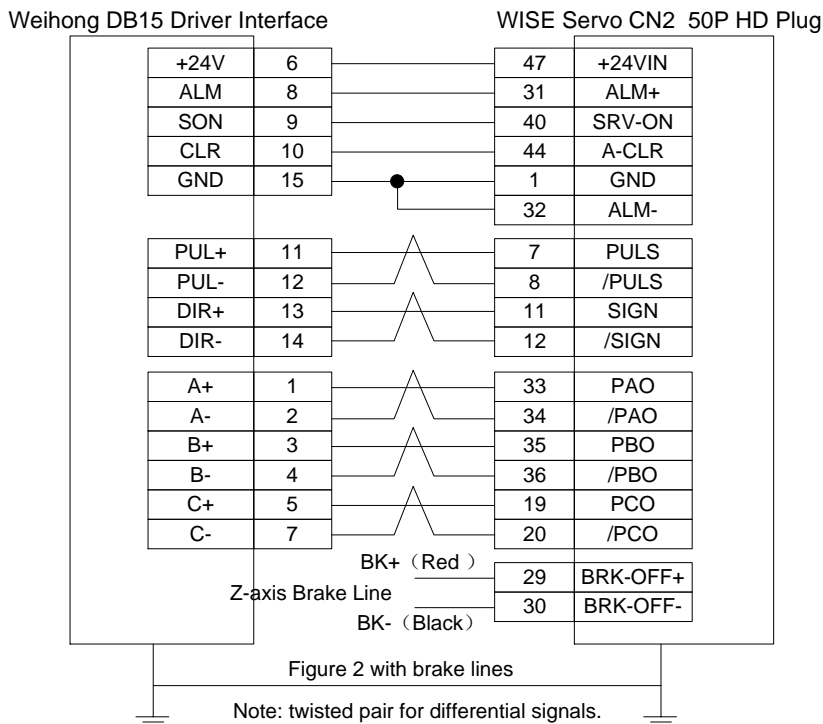 Weihong DB15 Driver Interface WISE Servo CN2 50P HD Plug
+24V 6 47 +24VIN
ALM 8 31 ALM+
SON 9 40 SRV-ON
CLR 10 44 A-CLR
GND 15 1 GND
32 ALM-
PUL+ 11 7 PULS
PUL- 12 8 /PULS
DIR+ 13 11 SIGN
DIR- 14 12 /SIGN
A+ 1 33 PAO
A- 2 34 /PAO
B+ 3 35 PBO
B- 4 36 /PBO
C+ 5 19 PCO
C- 7 20 /PCO
BK+（Red ）
29 BRK-OFF+
Z-axis Brake Line
30 BRK-OFF-
BK-（Black）
Figure 2 with brake lines
Note: twisted pair for differential signals.